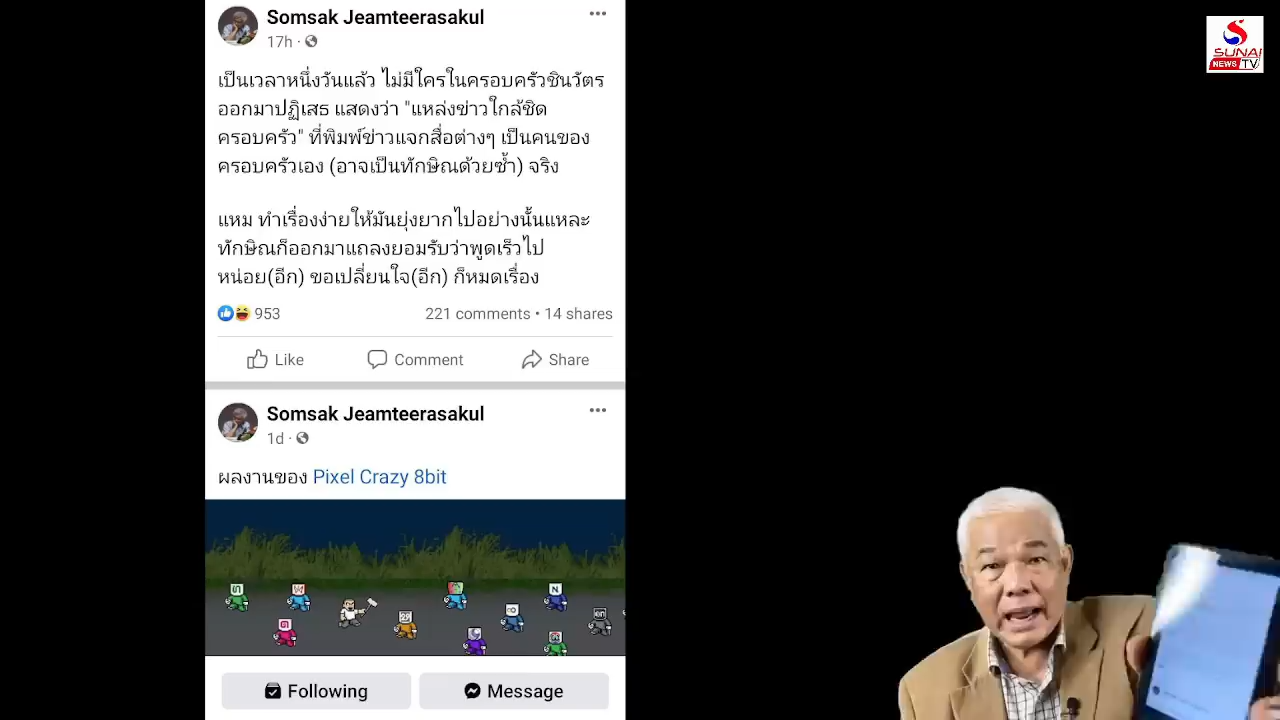 Somsak Jeamteerasakul
17h ·
เป็นเวลาหนึ่งวันแล้ว ไม่มีใครในครอบครัวชินวัตร
ออกมาปฏิเสธ แสดงว่า "แหล่งข่าวใกล้ชิด
ครอบครัว" ที่พิมพ์ข่าวแจกสื่อต่างๆ เป็นคนของ
ครอบครัวเอง (อาจเป็นทักษิณด้วยซ้ำ) จริง
แหม ทำเรื่องง่ายให้มันยุ่งยากไปอย่างนั้นแหละ
ทักษิณก็ออกมาแถลงยอมรับว่าพูดเร็วไป
หน่อย(อีก) ขอเปลี่ยนใจ(อีก) ก็หมดเรื่อง
953
221 comments • 14 shares
Like
Comment
Share
Somsak Jeamteerasakul
1d ·
ผลงานของ Pixel Crazy 8bit
Following
Message
SUNAI
NEWS TV